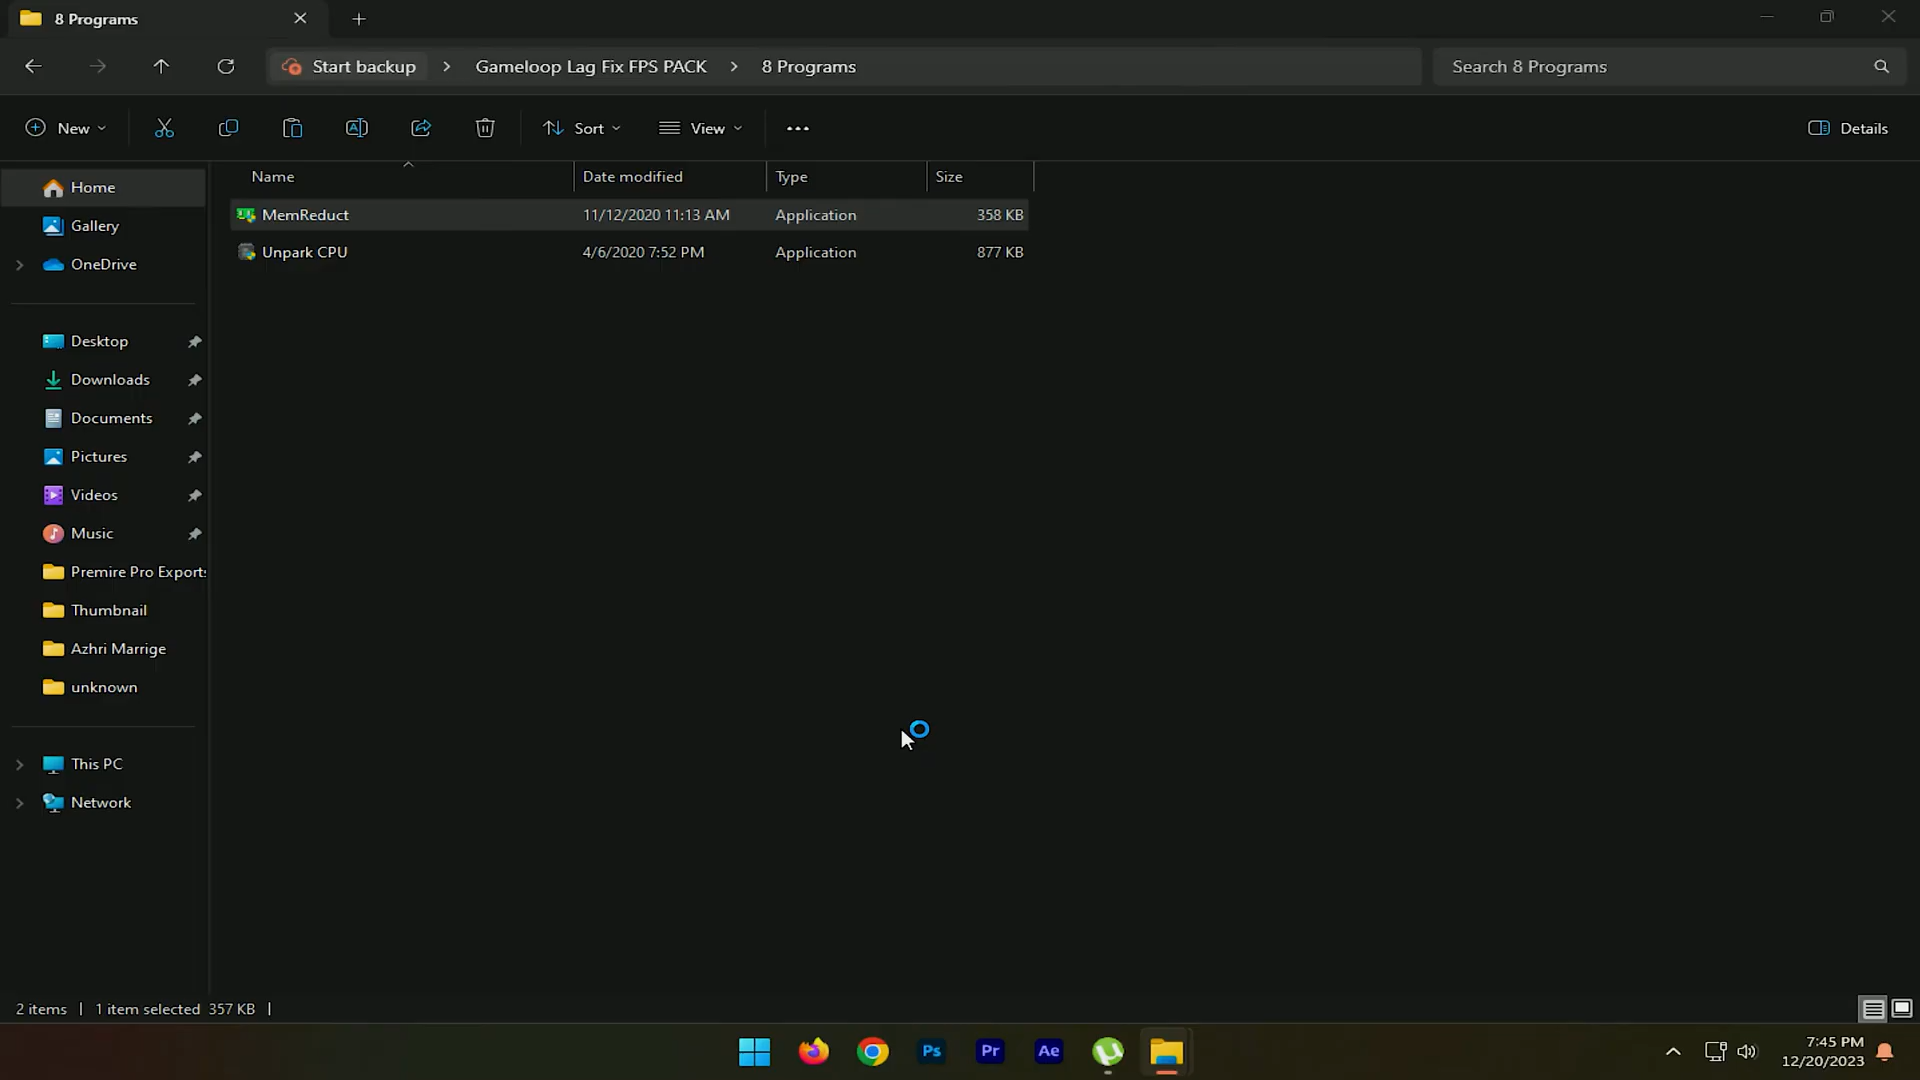 8 Programs
Start backup > Gameloop Lag Fix FPS PACK > 8 Programs
Search 8 Programs
New
Sort
View
Details
Name Date modified Type Size
MemReduct 11/12/2020 11:13 AM Application 358 KB
Unpark CPU 4/6/2020 7:52 PM Application 877 KB
Home
Gallery
OneDrive
Desktop
Downloads
Documents
Pictures
Videos
Music
Premire Pro Exports
Thumbnail
Azhri Marrige
unknown
This PC
Network
2 items | 1 item selected 357 KB |
Ps Pr Ae
7:45 PM
12/20/2023